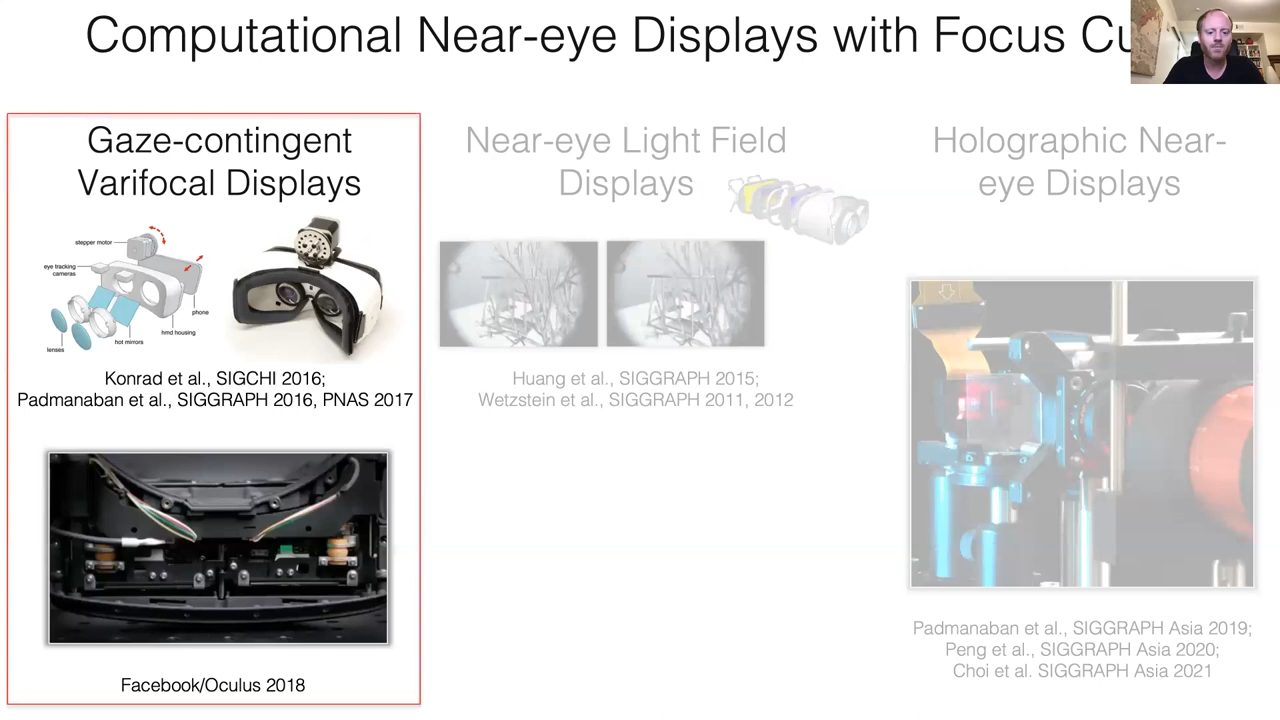 Computational Near-eye Displays with Focus Cu
Gaze-contingent
Varifocal Displays
stepper motor
eye tracking
cameras
phone
hmd housing
hot mirrors
lenses
Konrad et al., SIGCHI 2016;
Padmanaban et al., SIGGRAPH 2016, PNAS 2017
Facebook/Oculus 2018
Near-eye Light Field
Displays
Huang et al., SIGGRAPH 2015;
Wetzstein et al., SIGGRAPH 2011, 2012
Holographic Near-
eye Displays
Padmanaban et al., SIGGRAPH Asia 2019;
Peng et al., SIGGRAPH Asia 2020;
Choi et al. SIGGRAPH Asia 2021